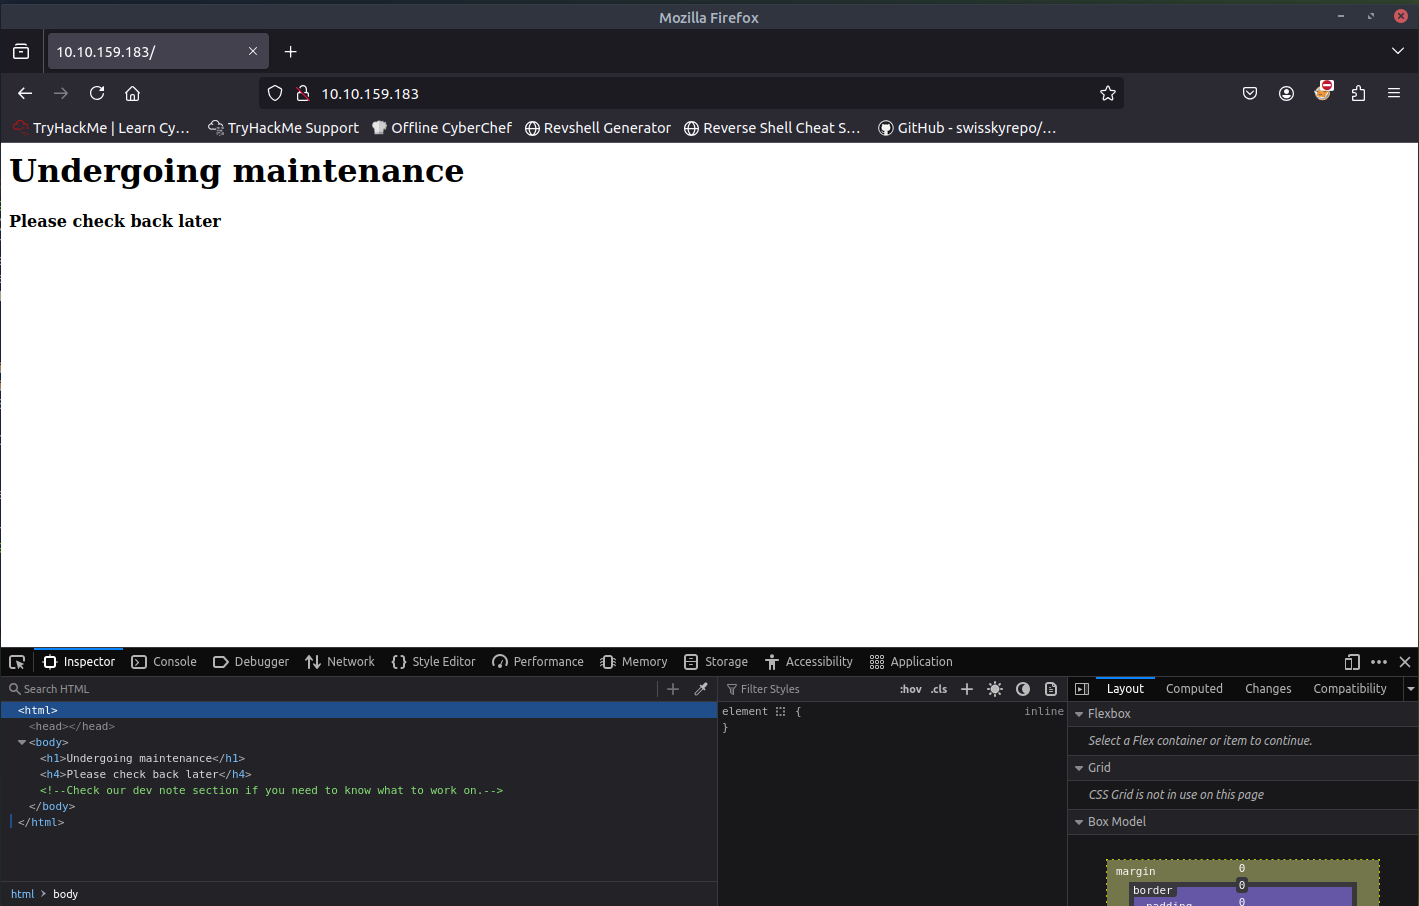 Mozilla Firefox
10.10.159.183/
10.10.159.183
TryHackMe | Learn Cy… TryHackMe Support Offline CyberChef Revshell Generator Reverse Shell Cheat S… GitHub - swisskyrepo/…
Undergoing maintenance
Please check back later
Inspector Console Debugger Network Style Editor Performance Memory Storage Accessibility Application
Search HTML
Filter Styles :hov .cls
Layout Computed Changes Compatibility
<html>
<head></head>
<body>
<h1>Undergoing maintenance</h1>
<h4>Please check back later</h4>
<!--Check our dev note section if you need to know what to work on.-->
</body>
</html>
html > body
element { inline
}
Flexbox
Select a Flex container or item to continue.
Grid
CSS Grid is not in use on this page
Box Model
margin 0
border 0
padding 0